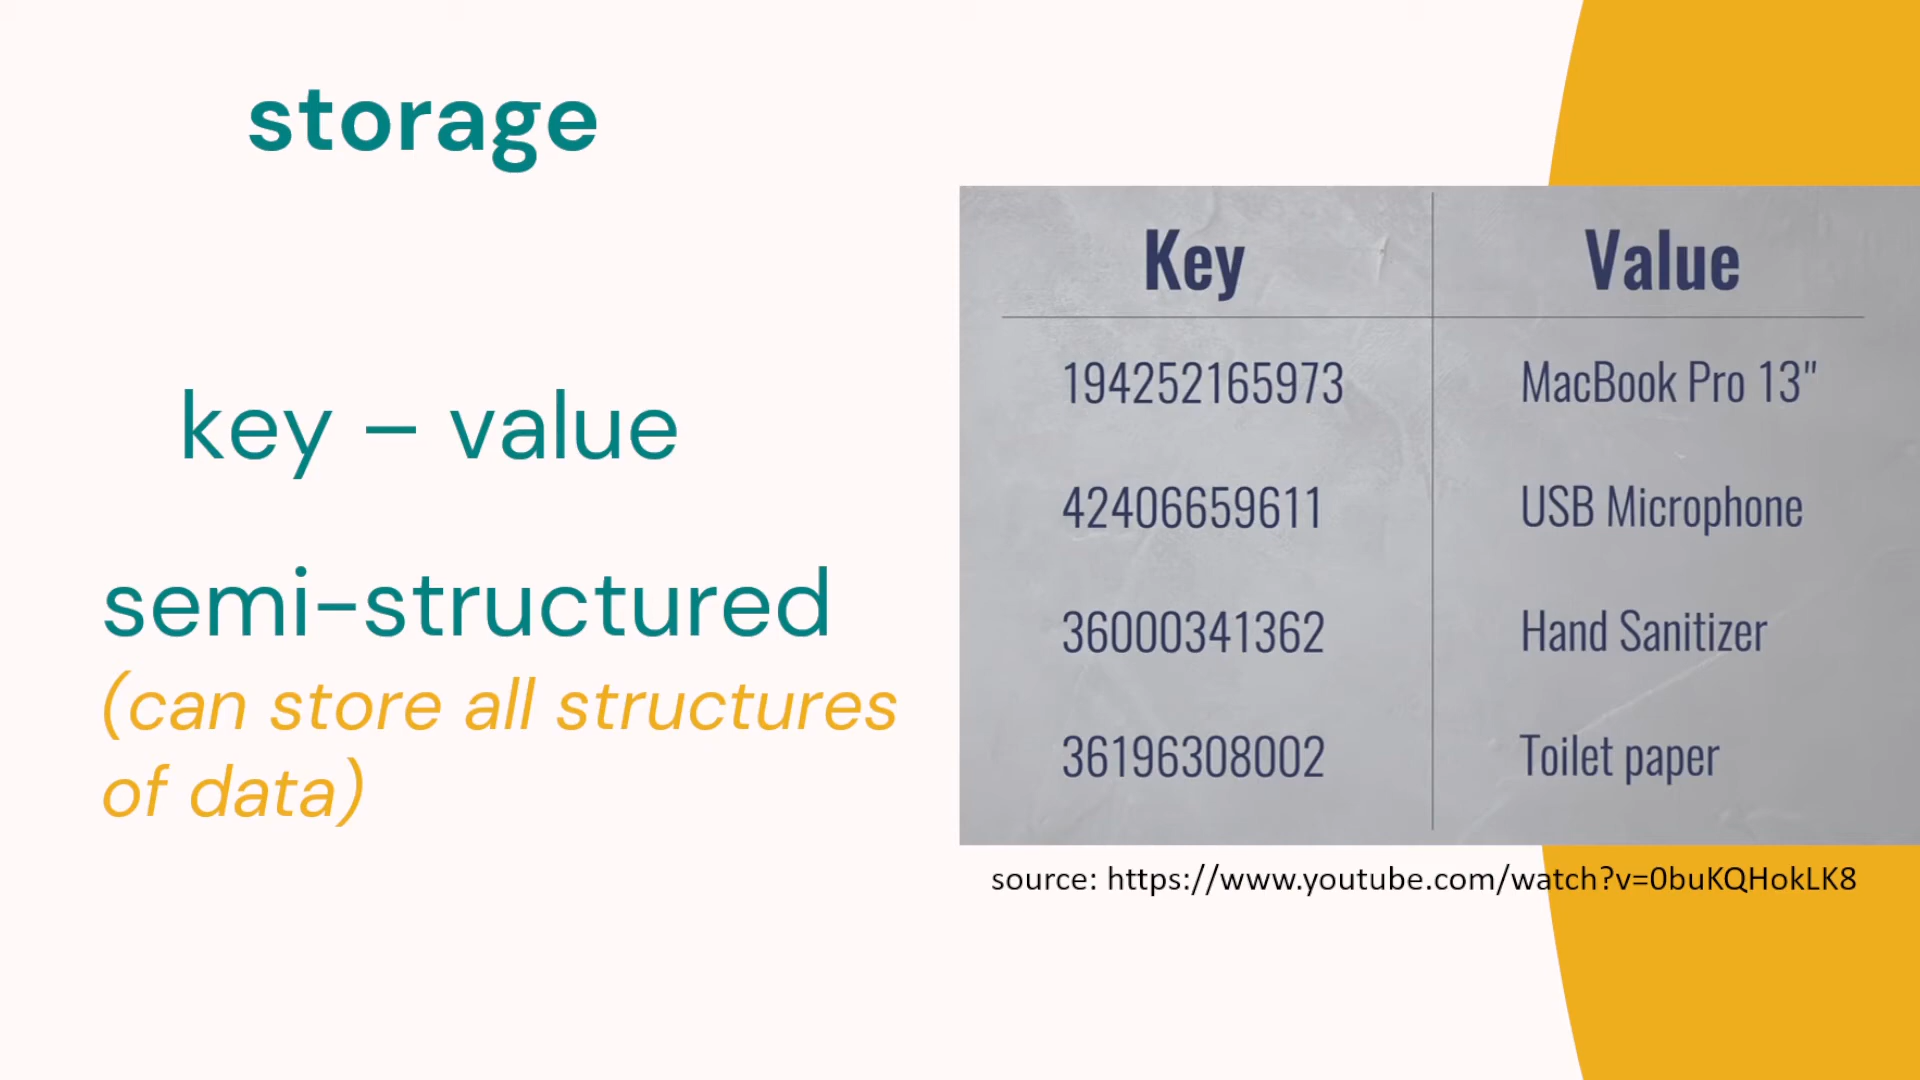 storage
key – value
semi-structured
(can store all structures
of data)
Key Value
194252165973 MacBook Pro 13"
42406659611 USB Microphone
36000341362 Hand Sanitizer
36196308002 Toilet paper
source: https://www.youtube.com/watch?v=0buKQHokLK8